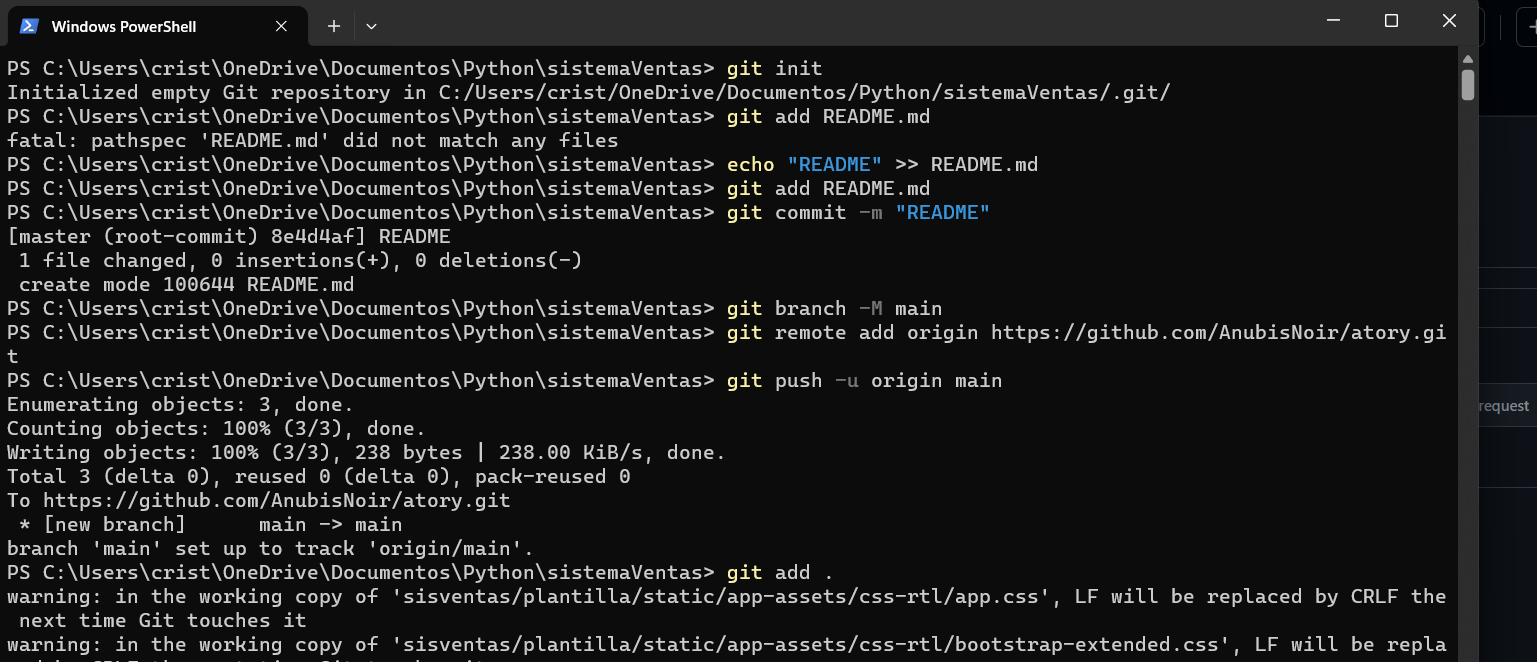 Windows PowerShell
PS C:\Users\crist\OneDrive\Documentos\Python\sistemaVentas> git init
Initialized empty Git repository in C:/Users/crist/OneDrive/Documentos/Python/sistemaVentas/.git/
PS C:\Users\crist\OneDrive\Documentos\Python\sistemaVentas> git add README.md
fatal: pathspec 'README.md' did not match any files
PS C:\Users\crist\OneDrive\Documentos\Python\sistemaVentas> echo "README" >> README.md
PS C:\Users\crist\OneDrive\Documentos\Python\sistemaVentas> git add README.md
PS C:\Users\crist\OneDrive\Documentos\Python\sistemaVentas> git commit -m "README"
[master (root-commit) 8e4d4af] README
 1 file changed, 0 insertions(+), 0 deletions(-)
 create mode 100644 README.md
PS C:\Users\crist\OneDrive\Documentos\Python\sistemaVentas> git branch -M main
PS C:\Users\crist\OneDrive\Documentos\Python\sistemaVentas> git remote add origin https://github.com/AnubisNoir/atory.gi
t
PS C:\Users\crist\OneDrive\Documentos\Python\sistemaVentas> git push -u origin main
Enumerating objects: 3, done.
Counting objects: 100% (3/3), done.
Writing objects: 100% (3/3), 238 bytes | 238.00 KiB/s, done.
Total 3 (delta 0), reused 0 (delta 0), pack-reused 0
To https://github.com/AnubisNoir/atory.git
 * [new branch]      main -> main
branch 'main' set up to track 'origin/main'.
PS C:\Users\crist\OneDrive\Documentos\Python\sistemaVentas> git add .
warning: in the working copy of 'sisventas/plantilla/static/app-assets/css-rtl/app.css', LF will be replaced by CRLF the
 next time Git touches it
warning: in the working copy of 'sisventas/plantilla/static/app-assets/css-rtl/bootstrap-extended.css', LF will be repla
request